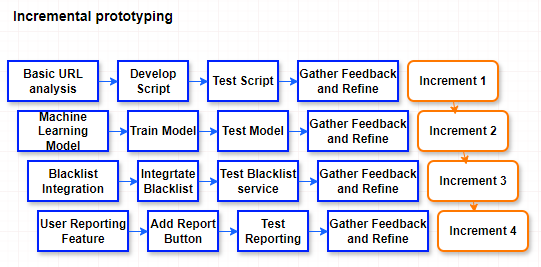 Incremental prototyping
Basic URL
analysis
Develop
Script
Test Script
Gather Feedback
and Refine
Increment 1
Machine
Learning
Model
Train Model
Test Model
Gather Feedback
and Refine
Increment 2
Blacklist
Integration
Integrtate
Blacklist
Test Blacklist
service
Gather Feedback
and Refine
Increment 3
User Reporting
Feature
Add Report
Button
Test
Reporting
Gather Feedback
and Refine
Increment 4